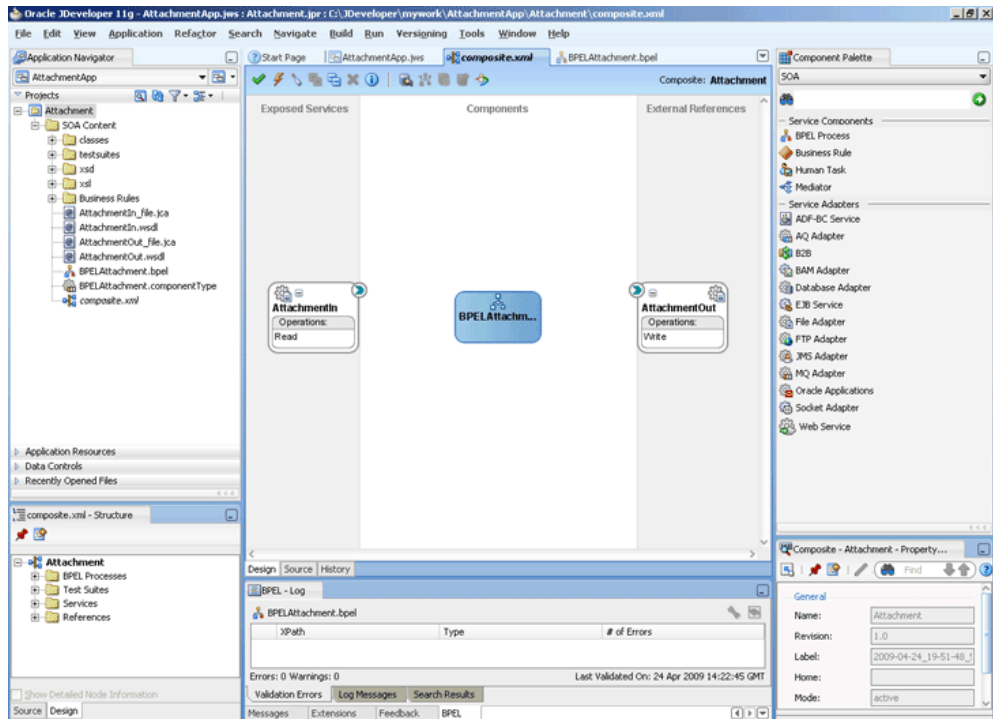 Oracle JDeveloper 11g - AttachmentApp.jws : Attachment.jpr : C:\JDeveloper\mywork\AttachmentApp\Attachment\composite.xml
File Edit View Application Refactor Search Navigate Build Run Versigning Tools Window Help
Application Navigator
AttachmentApp
Projects
Attachment
SOA Content
classes
testsuites
xsd
xsl
Business Rules
AttachmentIn_file.jca
AttachmentIn.wsdl
AttachmentOut_file.jca
AttachmentOut.wsdl
BPELAttachment.bpel
BPELAttachment.componentType
composite.xml
Application Resources
Data Controls
Recently Opened Files
composite.xml - Structure
Attachment
BPEL Processes
Test Suites
Services
References
Show Detailed Node Information
Source Design
Start Page AttachmentApp.jws composite.xml BPELAttachment.bpel
Composite: Attachment
Exposed Services Components External References
AttachmentIn
Operations:
Read
BPELAttachm...
AttachmentOut
Operations:
Write
Design Source History
BPEL - Log
BPELAttachment.bpel
XPath Type # of Errors
Errors: 0 Warnings: 0 Last Validated On: 24 Apr 2009 14:22:45 GMT
Validation Errors Log Messages Search Results
Messages Extensions Feedback BPEL
Component Palette
SOA
Service Components
BPEL Process
Business Rule
Human Task
Mediator
Service Adapters
ADF-BC Service
AQ Adapter
B2B
BAM Adapter
Database Adapter
EJB Service
File Adapter
FTP Adapter
JMS Adapter
MQ Adapter
Oracle Applications
Socket Adapter
Web Service
Composite - Attachment - Property...
Find
General
Name: Attachment
Revision: 1.0
Label: 2009-04-24_19-51-48_
Home:
Mode: active